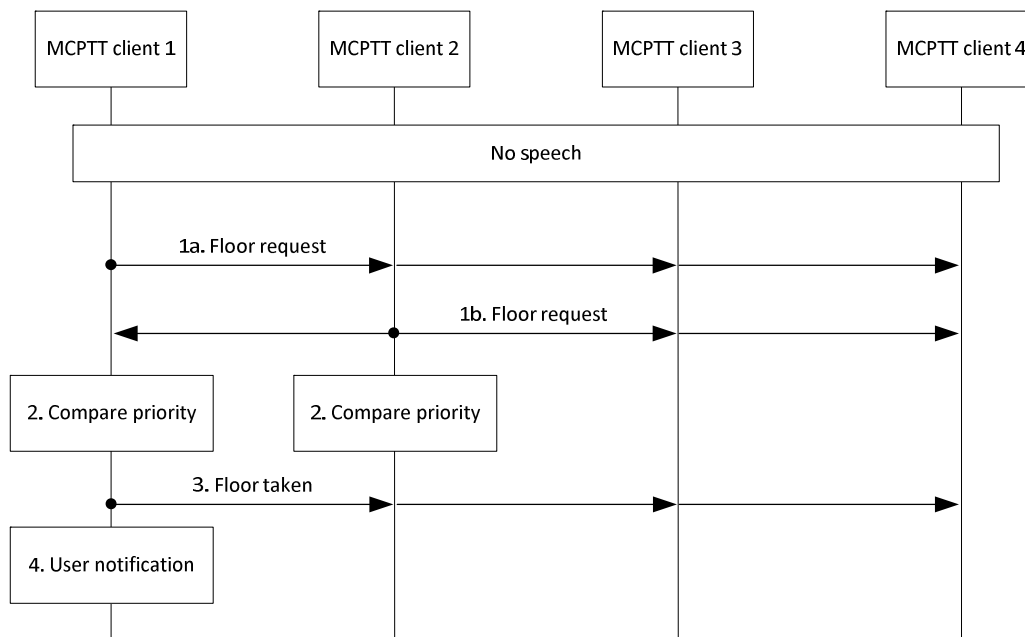 MCPTT client 1
MCPTT client 2
MCPTT client 3
MCPTT client 4
No speech
1a. Floor request
1b. Floor request
2. Compare priority
2. Compare priority
3. Floor taken
4. User notification